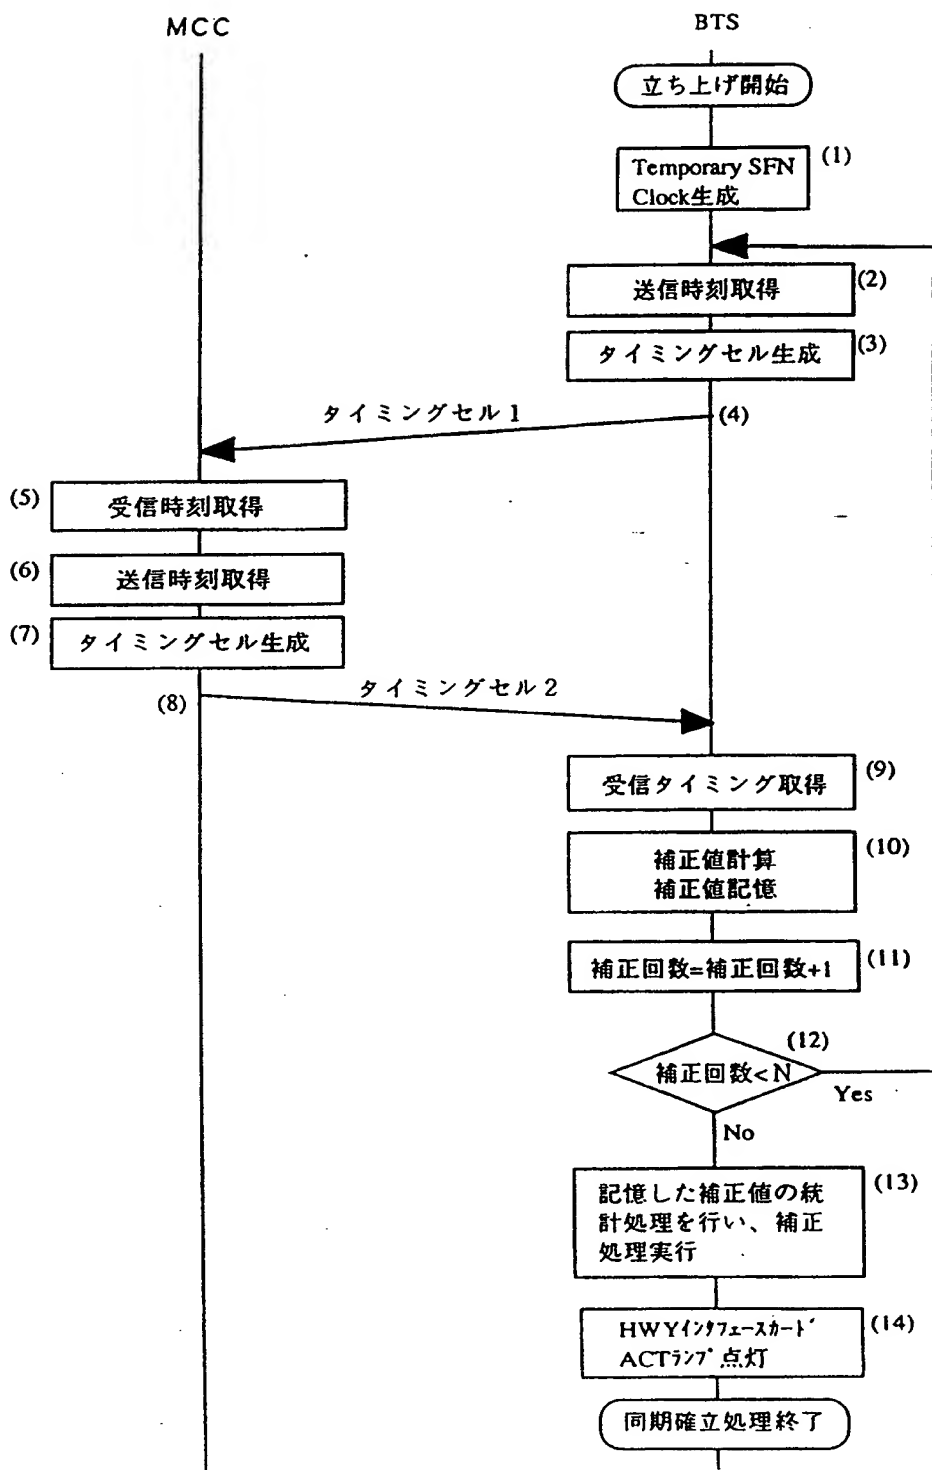 MCC
BTS
立ち上げ開始
(1)
Temporary SFN
Clock生成
送信時刻取得
(2)
タイミングセル生成
(3)
タイミングセル1
(4)
(5)
受信時刻取得
(6)
送信時刻取得
(7)
タイミングセル生成
(8)
タイミングセル2
受信タイミング取得
(9)
補正値計算
補正値記憶
(10)
補正回数=補正回数+1
(11)
(12)
補正回数<N
Yes
No
記憶した補正値の統
計処理を行い、補正
処理実行
(13)
HWYインタフェースカード
ACTランプ点灯
(14)
同期確立処理終了